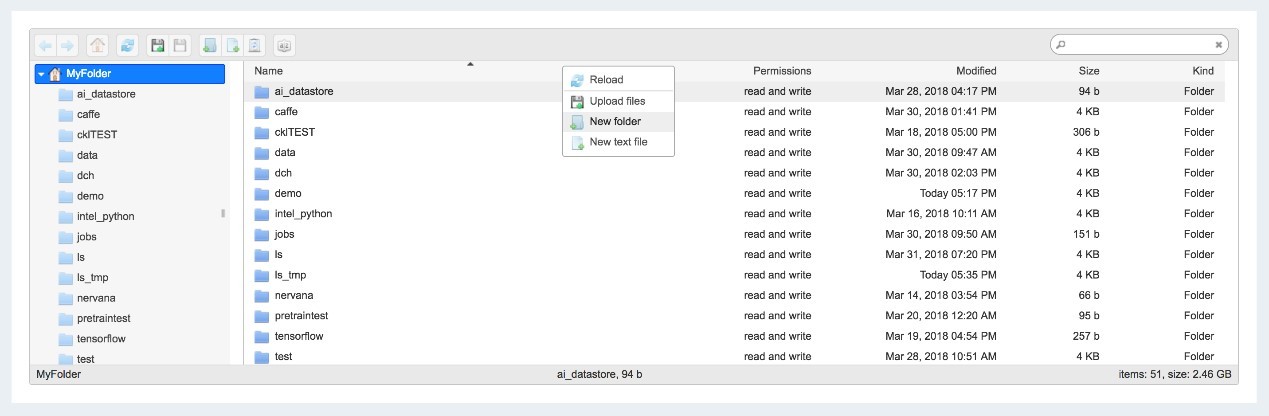 MyFolder
ai_datastore
caffe
cklTEST
data
dch
demo
intel_python
jobs
ls
ls_tmp
nervana
pretraintest
tensorflow
test
Name Permissions Modified Size Kind
ai_datastore read and write Mar 28, 2018 04:17 PM 94 b Folder
caffe read and write Mar 30, 2018 01:41 PM 4 KB Folder
cklTEST read and write Mar 18, 2018 05:00 PM 306 b Folder
data read and write Mar 30, 2018 09:47 AM 4 KB Folder
dch read and write Mar 30, 2018 02:03 PM 4 KB Folder
demo read and write Today 05:17 PM 4 KB Folder
intel_python read and write Mar 16, 2018 10:11 AM 4 KB Folder
jobs read and write Mar 30, 2018 09:50 AM 151 b Folder
ls read and write Mar 31, 2018 07:20 PM 4 KB Folder
ls_tmp read and write Today 05:35 PM 4 KB Folder
nervana read and write Mar 14, 2018 03:54 PM 66 b Folder
pretraintest read and write Mar 20, 2018 12:20 AM 95 b Folder
tensorflow read and write Mar 19, 2018 04:54 PM 257 b Folder
test read and write Mar 28, 2018 10:51 AM 4 KB Folder
Reload
Upload files
New folder
New text file
MyFolder ai_datastore, 94 b items: 51, size: 2.46 GB